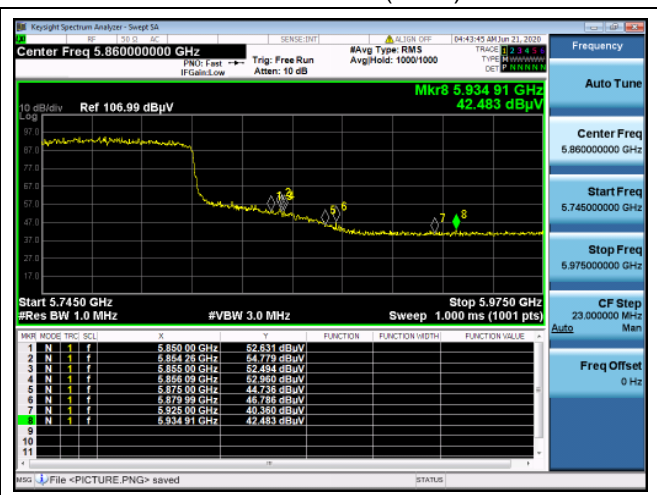 Keysight Spectrum Analyzer - Swept SA
RF 50 Ω AC SENSE:INT ALIGN OFF 04:43:45 AM Jun 21, 2020
Center Freq 5.860000000 GHz #Avg Type: RMS TRACE 1 2 3 4 5 6
PNO: Fast Trig: Free Run Avg|Hold: 1000/1000 TYPE M WWWWW
IFGain:Low Atten: 10 dB DET P N N N N N
Mkr8 5.934 91 GHz
10 dB/div Ref 106.99 dBµV 42.483 dBµV
Log
97.0
87.0
77.0
67.0
57.0
47.0
37.0
27.0
17.0
5 6
7 8
Start 5.7450 GHz Stop 5.9750 GHz
#Res BW 1.0 MHz #VBW 3.0 MHz Sweep 1.000 ms (1001 pts)
MKR MODE TRC SCL X Y FUNCTION FUNCTION WIDTH FUNCTION VALUE
1 N 1 f 5.850 00 GHz 52.631 dBµV
2 N 1 f 5.854 26 GHz 54.779 dBµV
3 N 1 f 5.855 00 GHz 52.494 dBµV
4 N 1 f 5.856 09 GHz 52.960 dBµV
5 N 1 f 5.875 00 GHz 44.736 dBµV
6 N 1 f 5.879 99 GHz 46.786 dBµV
7 N 1 f 5.925 00 GHz 40.360 dBµV
8 N 1 f 5.934 91 GHz 42.483 dBµV
9
10
11
MSG File <PICTURE.PNG> saved STATUS
Frequency
Auto Tune
Center Freq
5.860000000 GHz
Start Freq
5.745000000 GHz
Stop Freq
5.975000000 GHz
CF Step
23.000000 MHz
Auto Man
Freq Offset
0 Hz